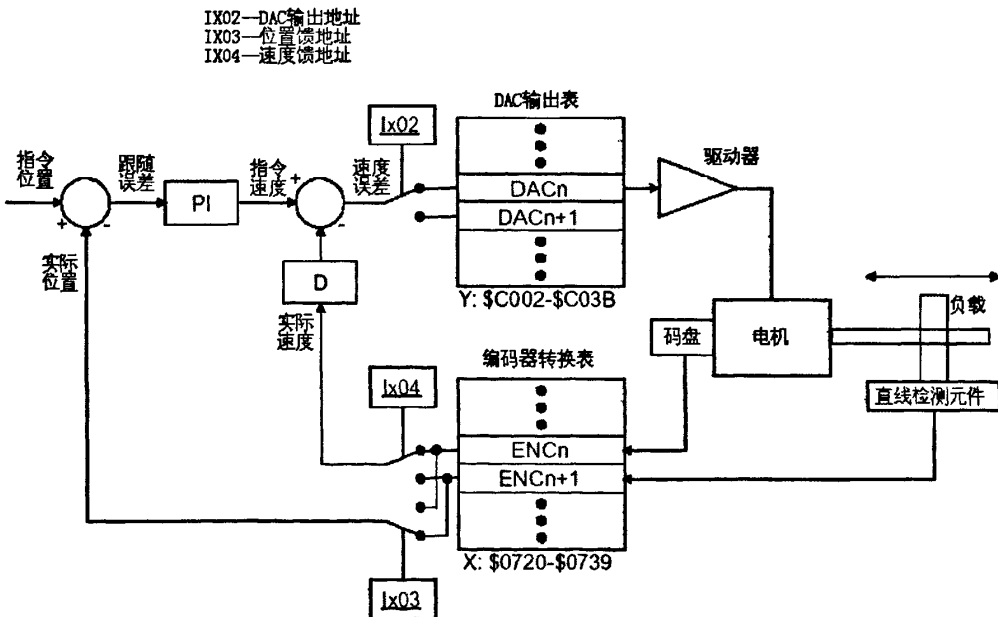 IX02—DAC输出地址
IX03—位置馈地址
IX04—速度馈地址
DAC输出表
Ix02
指令
位置
跟随
误差
指令
速度
速度
误差
驱动器
PI
DACn
DACn+1
+
-
+
-
实际
位置
D
Y: $C002-$C03B
负载
实际
速度
码盘
电机
编码器转换表
Ix04
直线检测元件
ENCn
ENCn+1
X: $0720-$0739
Ix03